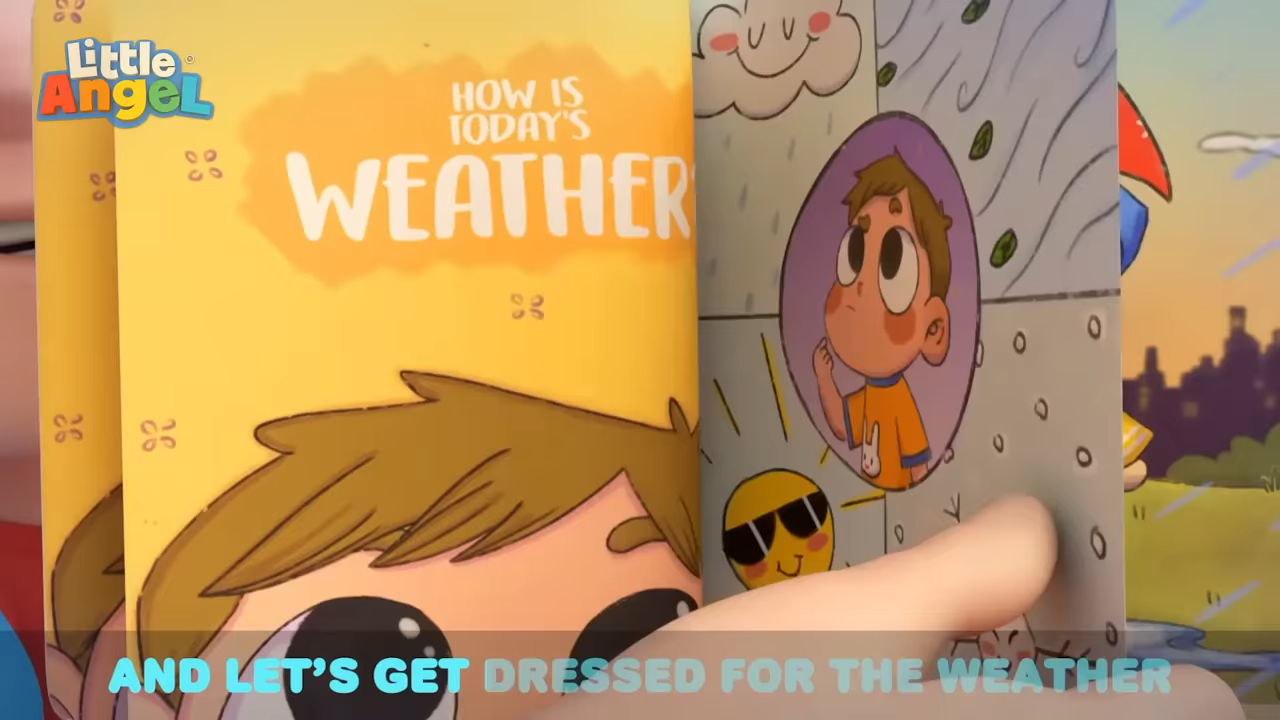 Little
Angel
HOW IS
TODAY'S
WEATHER
AND LET'S GET DRESSED FOR THE WEATHER